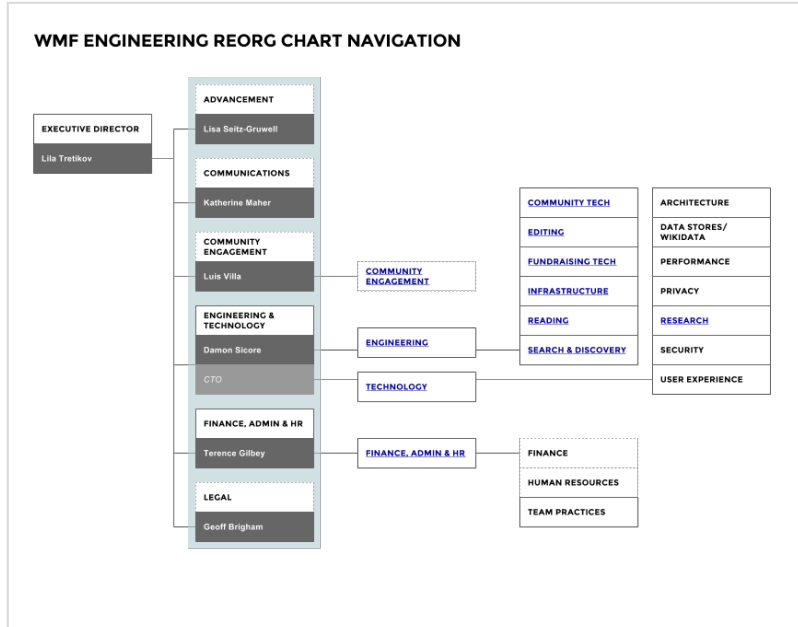 WMF ENGINEERING REORG CHART NAVIGATION
EXECUTIVE DIRECTOR
Lila Tretikov
ADVANCEMENT
Lisa Seitz-Gruwell
COMMUNICATIONS
Katherine Maher
COMMUNITY
ENGAGEMENT
Luis Villa
ENGINEERING &
TECHNOLOGY
Damon Sicore
CTO
FINANCE, ADMIN & HR
Terence Gilbey
LEGAL
Geoff Brigham
COMMUNITY
ENGAGEMENT
ENGINEERING
TECHNOLOGY
FINANCE, ADMIN & HR
COMMUNITY TECH
EDITING
FUNDRAISING TECH
INFRASTRUCTURE
READING
SEARCH & DISCOVERY
ARCHITECTURE
DATA STORES/
WIKIDATA
PERFORMANCE
PRIVACY
RESEARCH
SECURITY
USER EXPERIENCE
FINANCE
HUMAN RESOURCES
TEAM PRACTICES